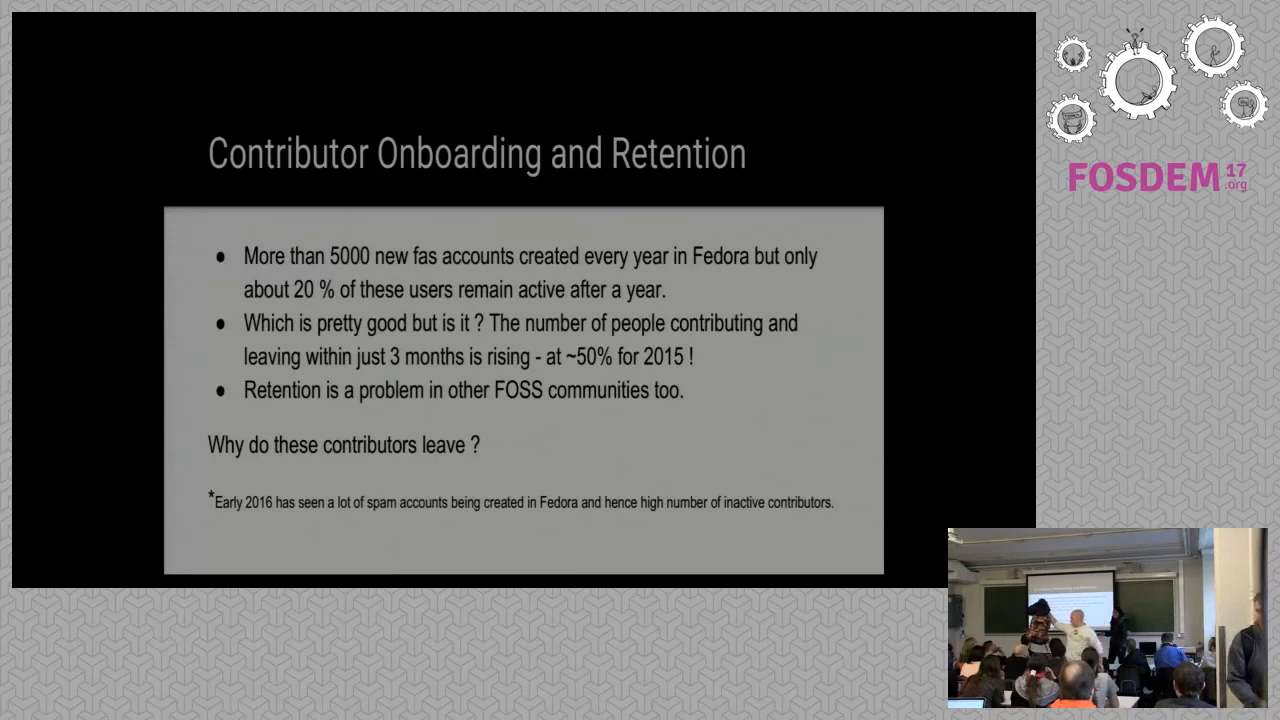 Contributor Onboarding and Retention
● More than 5000 new fas accounts created every year in Fedora but only
about 20 % of these users remain active after a year.
● Which is pretty good but is it ? The number of people contributing and
leaving within just 3 months is rising - at ~50% for 2015 !
● Retention is a problem in other FOSS communities too.
Why do these contributors leave ?
*Early 2016 has seen a lot of spam accounts being created in Fedora and hence high number of inactive contributors.
FOSDEM 17
.org